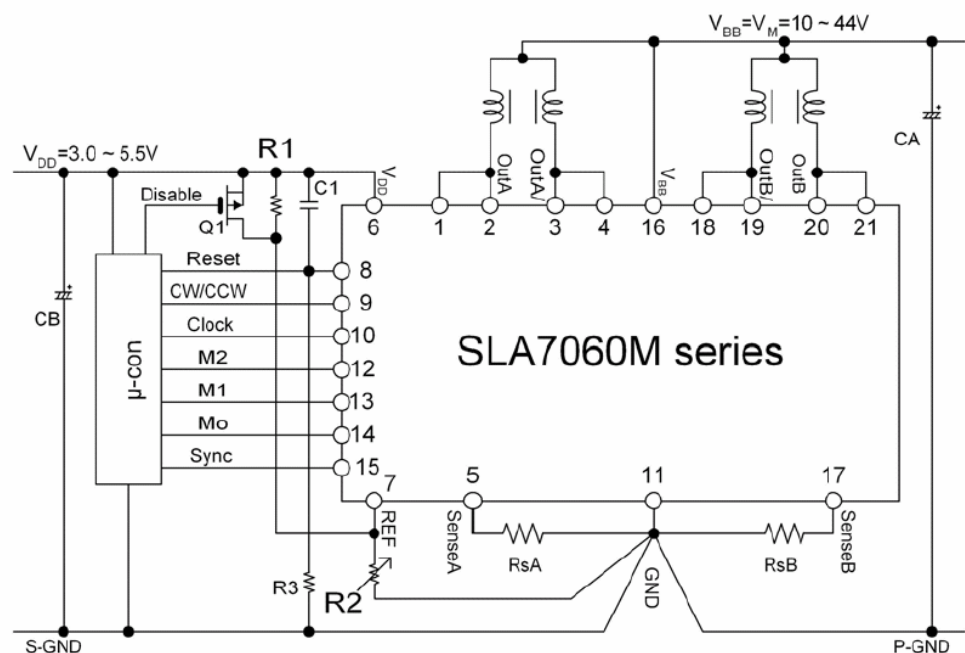 V_BB=V_M=10 ~ 44V
CA
V_DD=3.0 ~ 5.5V
R1
Disable
Q1
C1
V_DD
OutA
OutA/
V_BB
OutB/
OutB
6 1 2 3 4 16 18 19 20 21
CB
μ-con
Reset 8
CW/CCW 9
Clock 10
M2 12
M1 13
Mo 14
Sync 15
SLA7060M series
7 5 11 17
REF
SenseA
RsA
GND
RsB
SenseB
R3
R2
S-GND
P-GND